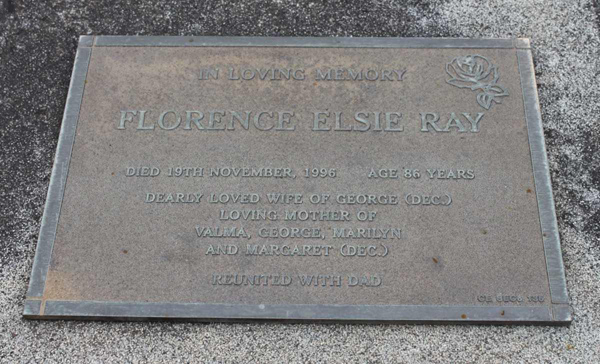 IN LOVING MEMORY
FLORENCE ELSIE RAY
DIED 19TH NOVEMBER, 1996 AGE 86 YEARS
DEARLY LOVED WIFE OF GEORGE (DEC.)
LOVING MOTHER OF
VALMA, GEORGE, MARILYN
AND MARGARET (DEC.)
REUNITED WITH DAD